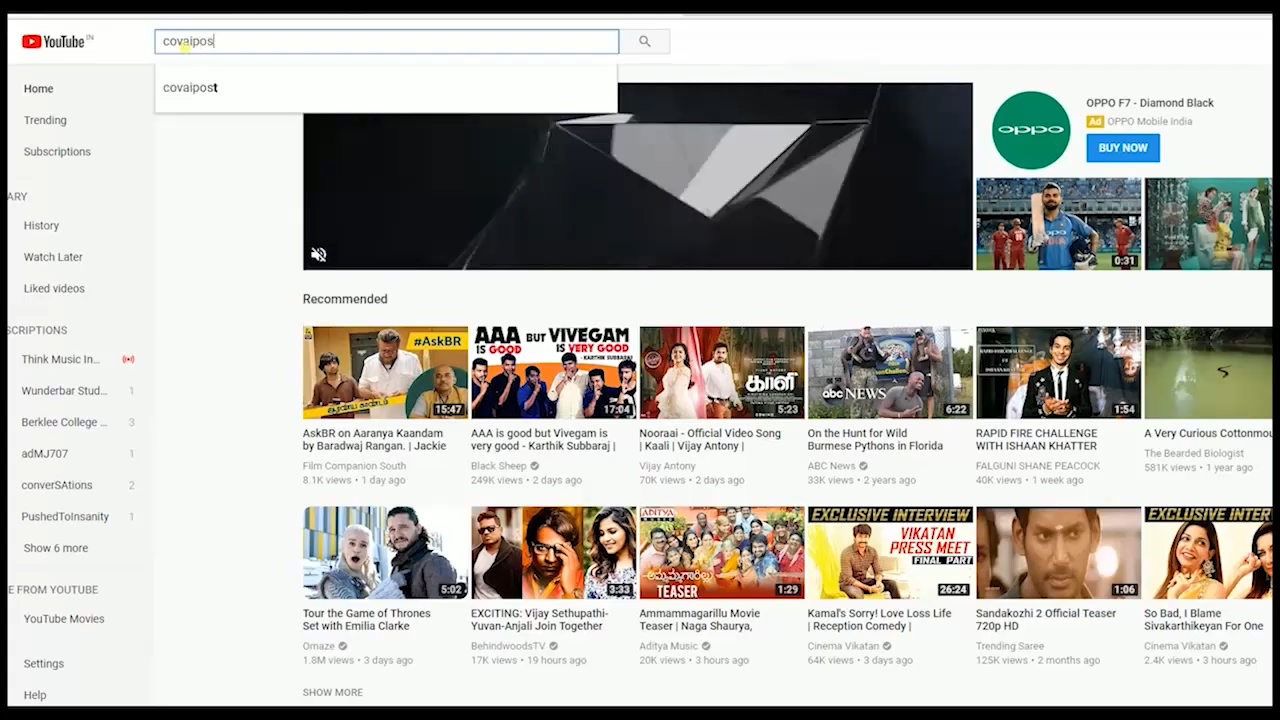 YouTube IN
covaipos
covaipost
Home
Trending
Subscriptions
ARY
History
Watch Later
Liked videos
SCRIPTIONS
Think Music In...
Wunderbar Stud... 1
Berklee College ... 3
adMJ707 1
converSAtions 2
PushedToInsanity 1
Show 6 more
E FROM YOUTUBE
YouTube Movies
Settings
Help
oppo
OPPO F7 - Diamond Black
Ad OPPO Mobile India
BUY NOW
oppo
INDIA
0:31
Recommended
#AskBR
15:47
AskBR on Aaranya Kaandam
by Baradwaj Rangan. | Jackie
Film Companion South
8.1K views • 1 day ago
AAA BUT VIVEGAM
IS GOOD IS VERY GOOD
- KARTHIK SUBBARAJ
17:04
AAA is good but Vivegam is
very good - Karthik Subbaraj |
Black Sheep
249K views • 2 days ago
காளி
5:23
Nooraai - Official Video Song
| Kaali | Vijay Antony |
Vijay Antony
70K views • 2 days ago
abc NEWS
6:22
On the Hunt for Wild
Burmese Pythons in Florida
ABC News
33K views • 2 years ago
RAPID FIRE CHALLENGE
1:54
RAPID FIRE CHALLENGE
WITH ISHAAN KHATTER
FALGUNI SHANE PEACOCK
40K views • 1 week ago
A Very Curious Cottonmou
The Bearded Biologist
581K views • 1 year ago
5:02
Tour the Game of Thrones
Set with Emilia Clarke
Omaze
1.8M views • 3 days ago
3:33
EXCITING: Vijay Sethupathi-
Yuvan-Anjali Join Together
BehindwoodsTV
17K views • 19 hours ago
ADITYA
MUSIC
అమ్మమ్మగారిల్లు
TEASER
1:29
Ammammagarillu Movie
Teaser | Naga Shaurya,
Aditya Music
20K views • 3 hours ago
EXCLUSIVE INTERVIEW
VIKATAN
PRESS MEET
FINAL PART
26:24
Kamal's Sorry! Love Loss Life
| Reception Comedy |
Cinema Vikatan
64K views • 3 days ago
1:06
Sandakozhi 2 Official Teaser
720p HD
Trending Saree
125K views • 2 months ago
EXCLUSIVE INTER
So Bad, I Blame
Sivakarthikeyan For One
Cinema Vikatan
2.4K views • 3 hours ago
SHOW MORE